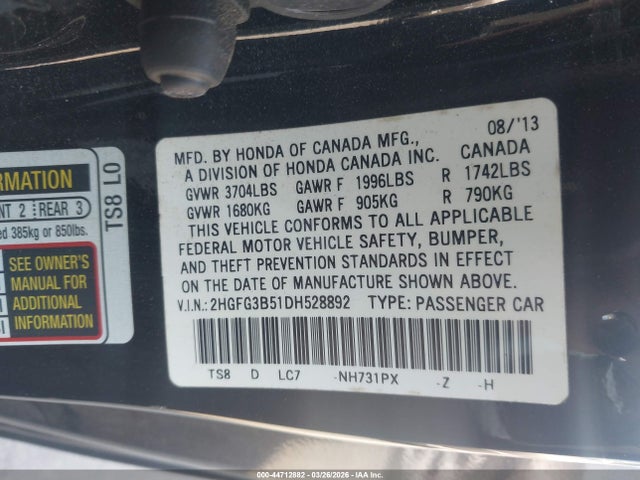 RMATION
NT 2 REAR 3
ed 385kg or 850lbs.
SEE OWNER'S
MANUAL FOR
ADDITIONAL
INFORMATION
TS8 L0
08/'13
MFD. BY HONDA OF CANADA MFG., CANADA
A DIVISION OF HONDA CANADA INC.
GVWR 3704LBS GAWR F 1996LBS R 1742LBS
GVWR 1680KG GAWR F 905KG R 790KG
THIS VEHICLE CONFORMS TO ALL APPLICABLE
FEDERAL MOTOR VEHICLE SAFETY, BUMPER,
AND THEFT PREVENTION STANDARDS IN EFFECT
ON THE DATE OF MANUFACTURE SHOWN ABOVE.
V.I.N.: 2HGFG3B51DH528892 TYPE: PASSENGER CAR
TS8 D LC7 -NH731PX -Z -H
000-44712882 | 03/26/2026 | IAA Inc.